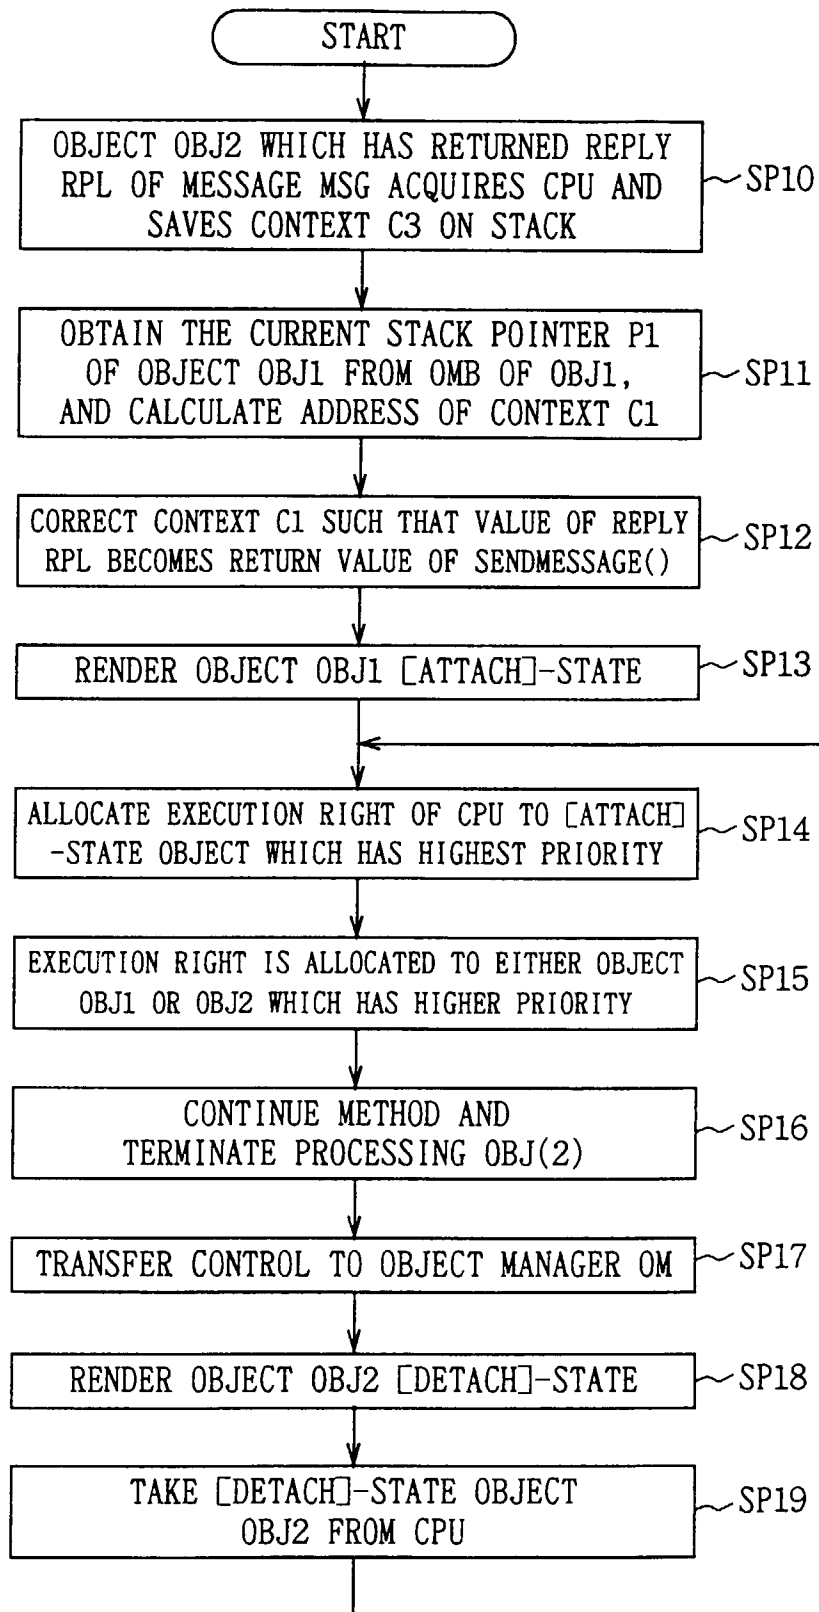 START
OBJECT OBJ2 WHICH HAS RETURNED REPLY
RPL OF MESSAGE MSG ACQUIRES CPU AND
SAVES CONTEXT C3 ON STACK
SP10
OBTAIN THE CURRENT STACK POINTER P1
OF OBJECT OBJ1 FROM OMB OF OBJ1,
AND CALCULATE ADDRESS OF CONTEXT C1
SP11
CORRECT CONTEXT C1 SUCH THAT VALUE OF REPLY
RPL BECOMES RETURN VALUE OF SENDMESSAGE()
SP12
RENDER OBJECT OBJ1 [ATTACH]-STATE
SP13
ALLOCATE EXECUTION RIGHT OF CPU TO [ATTACH]
-STATE OBJECT WHICH HAS HIGHEST PRIORITY
SP14
EXECUTION RIGHT IS ALLOCATED TO EITHER OBJECT
OBJ1 OR OBJ2 WHICH HAS HIGHER PRIORITY
SP15
CONTINUE METHOD AND
TERMINATE PROCESSING OBJ(2)
SP16
TRANSFER CONTROL TO OBJECT MANAGER OM
SP17
RENDER OBJECT OBJ2 [DETACH]-STATE
SP18
TAKE [DETACH]-STATE OBJECT
OBJ2 FROM CPU
SP19